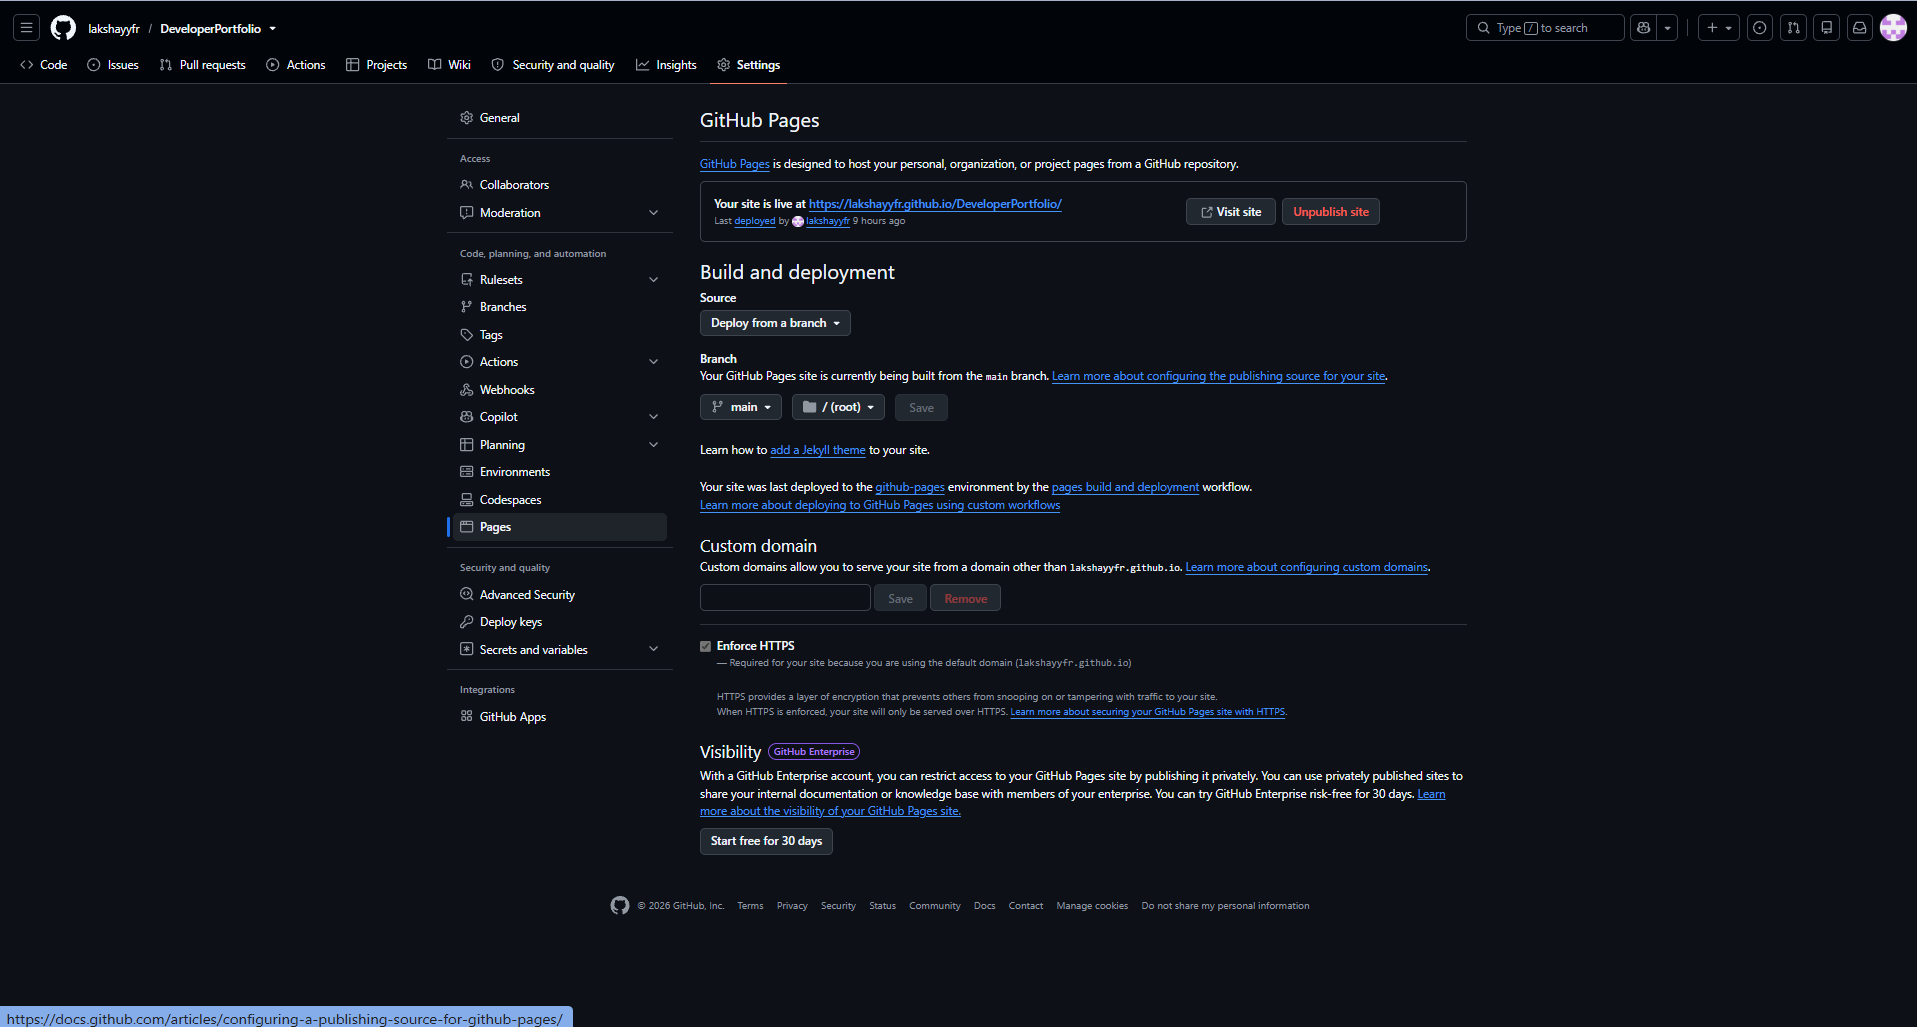 lakshayyfr / DeveloperPortfolio
Type / to search
Code
Issues
Pull requests
Actions
Projects
Wiki
Security and quality
Insights
Settings
General
Access
Collaborators
Moderation
Code, planning, and automation
Rulesets
Branches
Tags
Actions
Webhooks
Copilot
Planning
Environments
Codespaces
Pages
Security and quality
Advanced Security
Deploy keys
Secrets and variables
Integrations
GitHub Apps
GitHub Pages
GitHub Pages is designed to host your personal, organization, or project pages from a GitHub repository.
Your site is live at https://lakshayyfr.github.io/DeveloperPortfolio/
Last deployed by lakshayyfr 9 hours ago
Visit site
Unpublish site
Build and deployment
Source
Deploy from a branch
Branch
Your GitHub Pages site is currently being built from the main branch. Learn more about configuring the publishing source for your site.
main
/ (root)
Save
Learn how to add a Jekyll theme to your site.
Your site was last deployed to the github-pages environment by the pages build and deployment workflow.
Learn more about deploying to GitHub Pages using custom workflows
Custom domain
Custom domains allow you to serve your site from a domain other than lakshayyfr.github.io. Learn more about configuring custom domains.
Save
Remove
Enforce HTTPS
— Required for your site because you are using the default domain (lakshayyfr.github.io)
HTTPS provides a layer of encryption that prevents others from snooping on or tampering with traffic to your site.
When HTTPS is enforced, your site will only be served over HTTPS. Learn more about securing your GitHub Pages site with HTTPS.
Visibility GitHub Enterprise
With a GitHub Enterprise account, you can restrict access to your GitHub Pages site by publishing it privately. You can use privately published sites to
share your internal documentation or knowledge base with members of your enterprise. You can try GitHub Enterprise risk-free for 30 days. Learn
more about the visibility of your GitHub Pages site.
Start free for 30 days
© 2026 GitHub, Inc. Terms Privacy Security Status Community Docs Contact Manage cookies Do not share my personal information
https://docs.github.com/articles/configuring-a-publishing-source-for-github-pages/